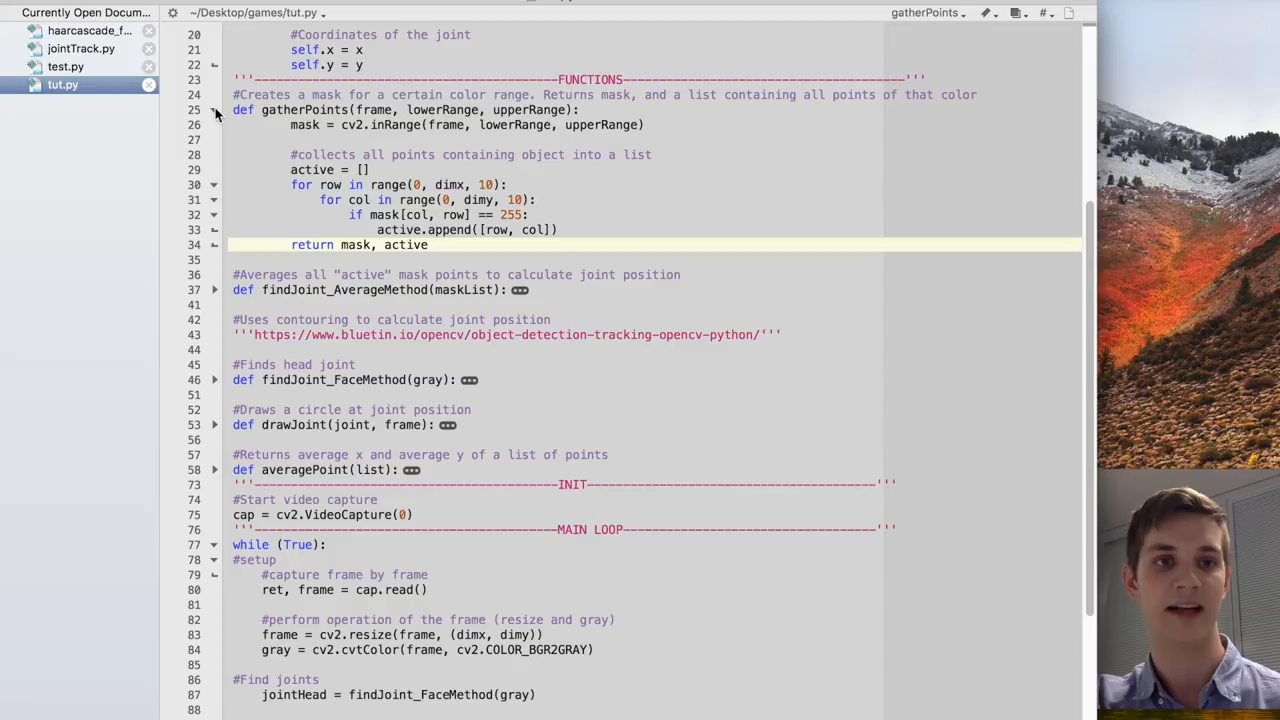 Currently Open Docum...
~/Desktop/games/tut.py
gatherPoints
#
haarcascade_f...
jointTrack.py
test.py
tut.py
20 #Coordinates of the joint
21 self.x = x
22 self.y = y
23 '''------------------------------------------FUNCTIONS---------------------------------------'''
24 #Creates a mask for a certain color range. Returns mask, and a list containing all points of that color
25 def gatherPoints(frame, lowerRange, upperRange):
26 mask = cv2.inRange(frame, lowerRange, upperRange)
27
28 #collects all points containing object into a list
29 active = []
30 for row in range(0, dimx, 10):
31 for col in range(0, dimy, 10):
32 if mask[col, row] == 255:
33 active.append([row, col])
34 return mask, active
35
36 #Averages all "active" mask points to calculate joint position
37 def findJoint_AverageMethod(maskList):
41
42 #Uses contouring to calculate joint position
43 '''https://www.bluetin.io/opencv/object-detection-tracking-opencv-python/'''
44
45 #Finds head joint
46 def findJoint_FaceMethod(gray):
51
52 #Draws a circle at joint position
53 def drawJoint(joint, frame):
56
57 #Returns average x and average y of a list of points
58 def averagePoint(list):
73 '''------------------------------------------INIT----------------------------------------'''
74 #Start video capture
75 cap = cv2.VideoCapture(0)
76 '''------------------------------------------MAIN LOOP-----------------------------------'''
77 while (True):
78 #setup
79 #capture frame by frame
80 ret, frame = cap.read()
81
82 #perform operation of the frame (resize and gray)
83 frame = cv2.resize(frame, (dimx, dimy))
84 gray = cv2.cvtColor(frame, cv2.COLOR_BGR2GRAY)
85
86 #Find joints
87 jointHead = findJoint_FaceMethod(gray)
88